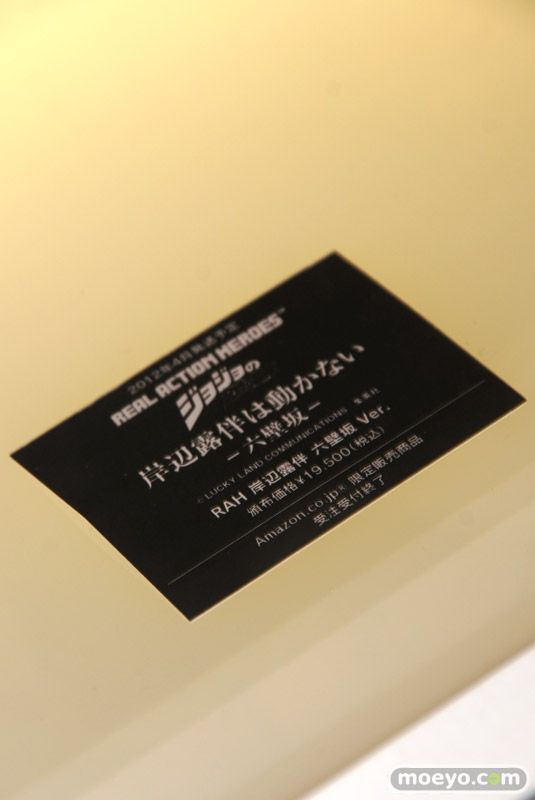 2012年4月発送予定
REAL ACTION HEROES™
ジョジョの
岸辺露伴は動かない
－六壁坂－
©LUCKY LAND COMMUNICATIONS 集英社
RAH 岸辺露伴 六壁坂 Ver.
頒布価格¥19,500(税込)
Amazon.co.jp® 限定販売商品
受注受付終了
moeyo.com